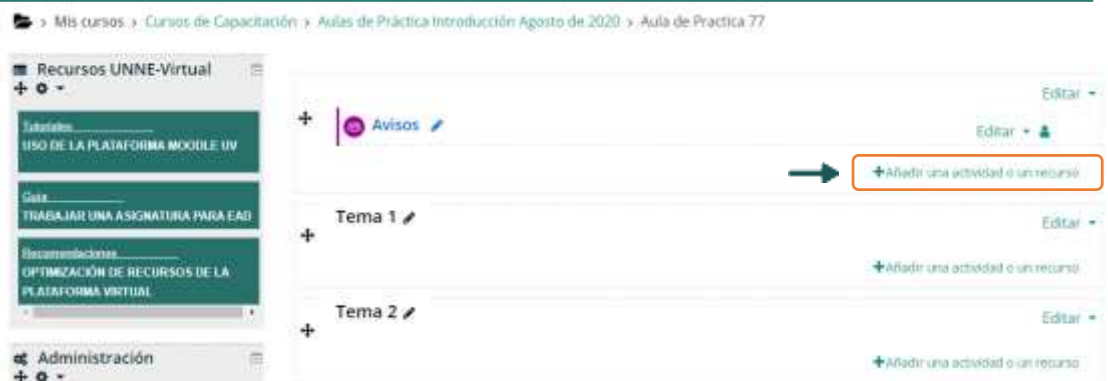 > Mis cursos > Cursos de Capacitación > Aulas de Práctica Introducción Agosto de 2020 > Aula de Practica 77
Recursos UNNE-Virtual
Tutoriales
USO DE LA PLATAFORMA MOODLE UV
Guía
TRABAJAR UNA ASIGNATURA PARA EAD
Recomendaciones
OPTIMIZACIÓN DE RECURSOS DE LA
PLATAFORMA VIRTUAL
Administración
Editar
Avisos
Editar
+Añadir una actividad o un recurso
Tema 1
Editar
+Añadir una actividad o un recurso
Tema 2
Editar
+Añadir una actividad o un recurso